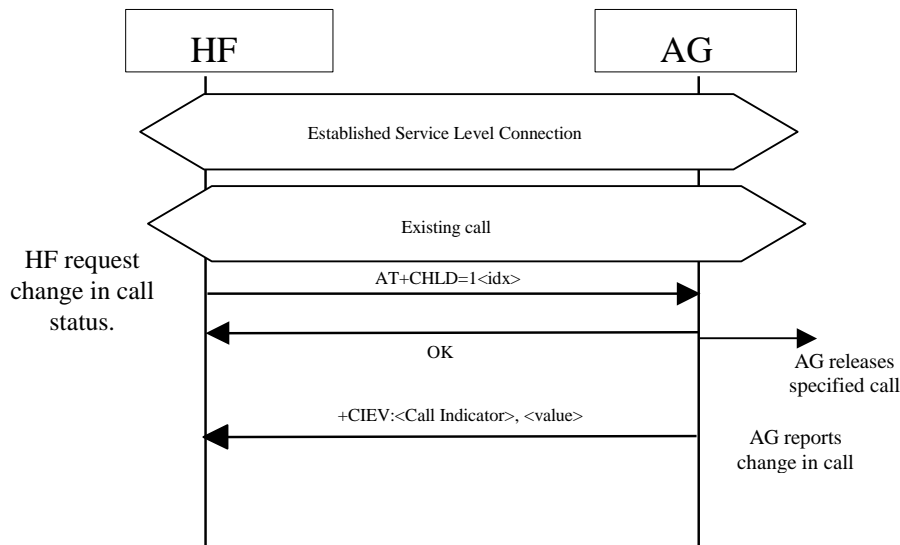 HF
AG
Established Service Level Connection
Existing call
HF request
change in call
status.
AT+CHLD=1<idx>
OK
AG releases
specified call
+CIEV:<Call Indicator>, <value>
AG reports
change in call